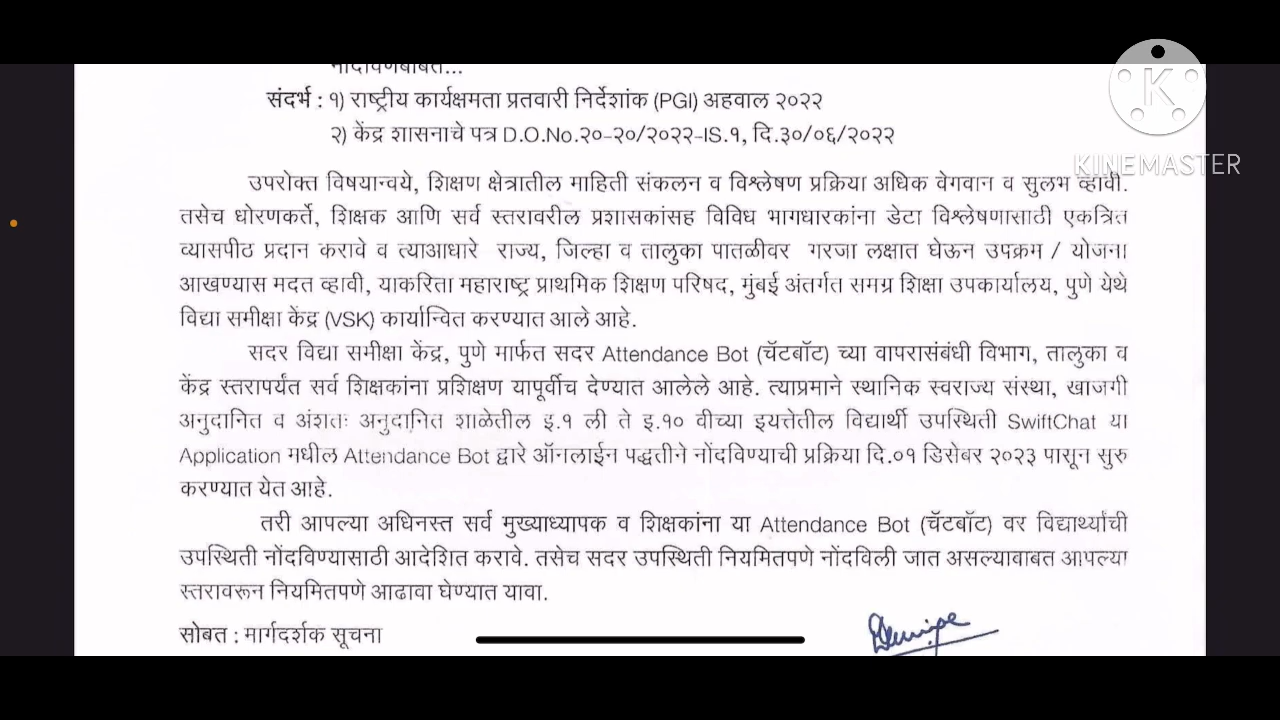 नोंदविणेबाबत...
संदर्भ : १) राष्ट्रीय कार्यक्षमता प्रतवारी निर्देशांक (PGI) अहवाल २०२२
२) केंद्र शासनाचे पत्र D.O.No.२०-२०/२०२२-IS.१, दि.३०/०६/२०२२
KINEMASTER
उपरोक्त विषयान्वये, शिक्षण क्षेत्रातील माहिती संकलन व विश्लेषण प्रक्रिया अधिक वेगवान व सुलभ व्हावी.
तसेच धोरणकर्ते, शिक्षक आणि सर्व स्तरावरील प्रशासकांसह विविध भागधारकांना डेटा विश्लेषणासाठी एकत्रित
व्यासपीठ प्रदान करावे व त्याआधारे राज्य, जिल्हा व तालुका पातळीवर गरजा लक्षात घेऊन उपक्रम / योजना
आखण्यास मदत व्हावी, याकरिता महाराष्ट्र प्राथमिक शिक्षण परिषद, मुंबई अंतर्गत समग्र शिक्षा उपकार्यालय, पुणे येथे
विद्या समीक्षा केंद्र (VSK) कार्यान्वित करण्यात आले आहे.
सदर विद्या समीक्षा केंद्र, पुणे मार्फत सदर Attendance Bot (चॅटबॉट) च्या वापरासंबंधी विभाग, तालुका व
केंद्र स्तरापर्यंत सर्व शिक्षकांना प्रशिक्षण यापूर्वीच देण्यात आलेले आहे. त्याप्रमाने स्थानिक स्वराज्य संस्था, खाजगी
अनुदानित व अंशतः अनुदानित शाळेतील इ.१ ली ते इ.१० वीच्या इयत्तेतील विद्यार्थी उपस्थिती SwiftChat या
Application मधील Attendance Bot द्वारे ऑनलाईन पद्धतीने नोंदविण्याची प्रक्रिया दि.०१ डिसेंबर २०२३ पासून सुरु
करण्यात येत आहे.
तरी आपल्या अधिनस्त सर्व मुख्याध्यापक व शिक्षकांना या Attendance Bot (चॅटबॉट) वर विद्यार्थ्यांची
उपस्थिती नोंदविण्यासाठी आदेशित करावे. तसेच सदर उपस्थिती नियमितपणे नोंदविली जात असल्याबाबत आपल्या
स्तरावरून नियमितपणे आढावा घेण्यात यावा.
सोबत : मार्गदर्शक सूचना